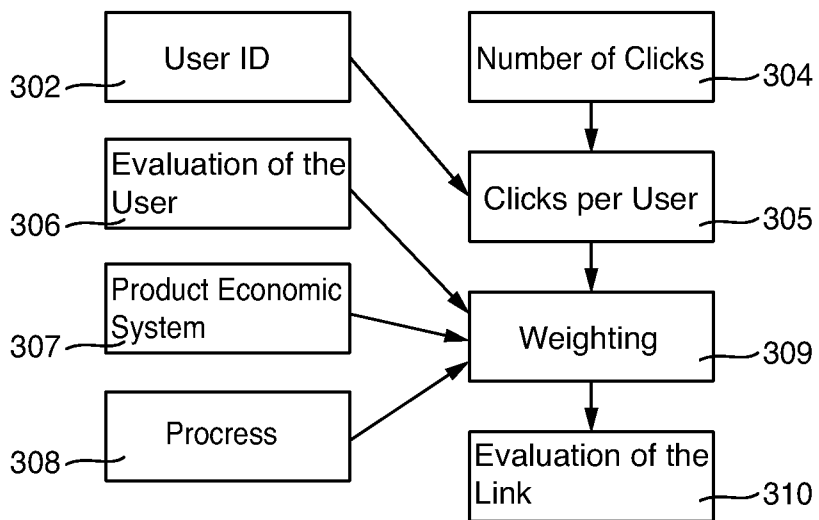 User ID
302
Number of Clicks
304
Evaluation of the
User
306
Clicks per User
305
Product Economic
System
307
Weighting
309
Procress
308
Evaluation of the
Link
310